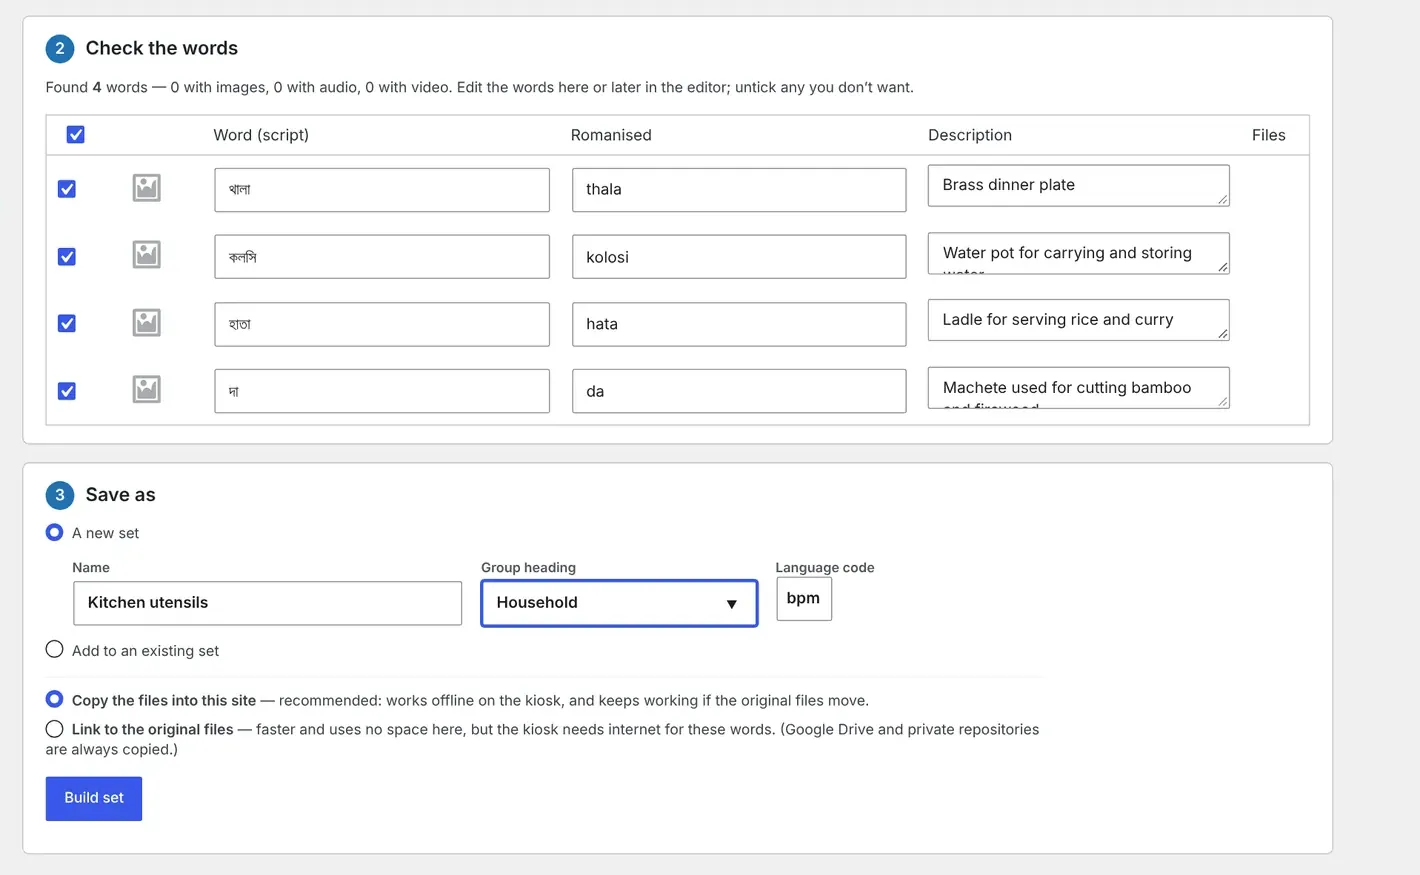 2 Check the words
Found 4 words — 0 with images, 0 with audio, 0 with video. Edit the words here or later in the editor; untick any you don’t want.
Word (script) Romanised Description Files
থালা thala Brass dinner plate
কলসি kolosi Water pot for carrying and storing
water
হাতা hata Ladle for serving rice and curry
দা da Machete used for cutting bamboo
and firewood
3 Save as
A new set
Name Group heading Language code
Kitchen utensils Household bpm
Add to an existing set
Copy the files into this site — recommended: works offline on the kiosk, and keeps working if the original files move.
Link to the original files — faster and uses no space here, but the kiosk needs internet for these words. (Google Drive and private repositories
are always copied.)
Build set